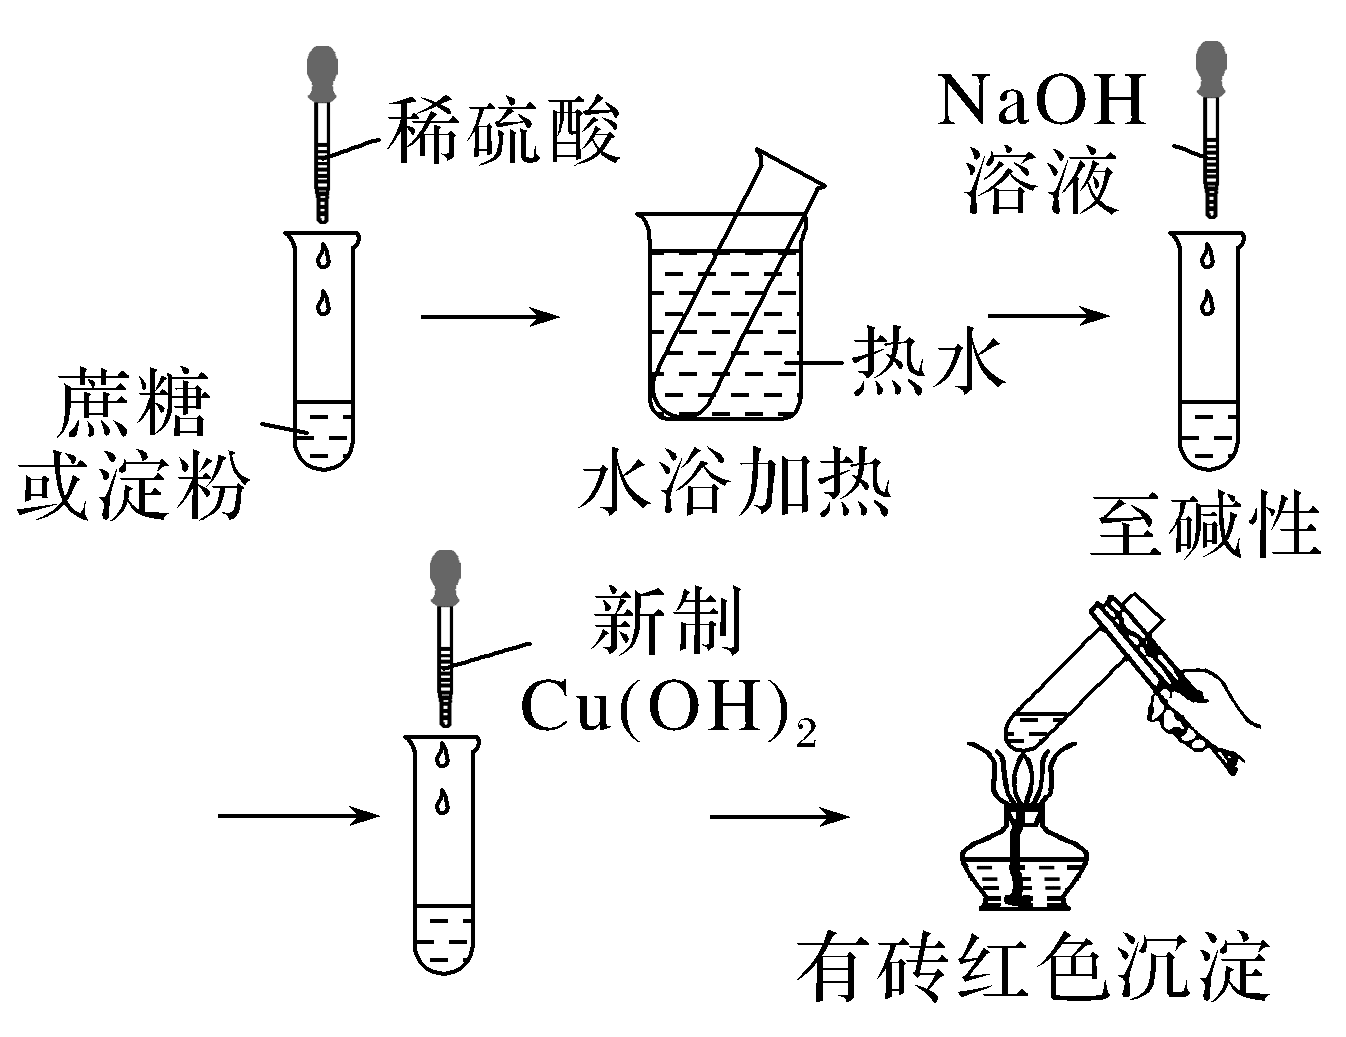 稀硫酸
NaOH
溶液
蔗糖
或淀粉
热水
水浴加热
至碱性
新制
Cu(OH)₂
有砖红色沉淀